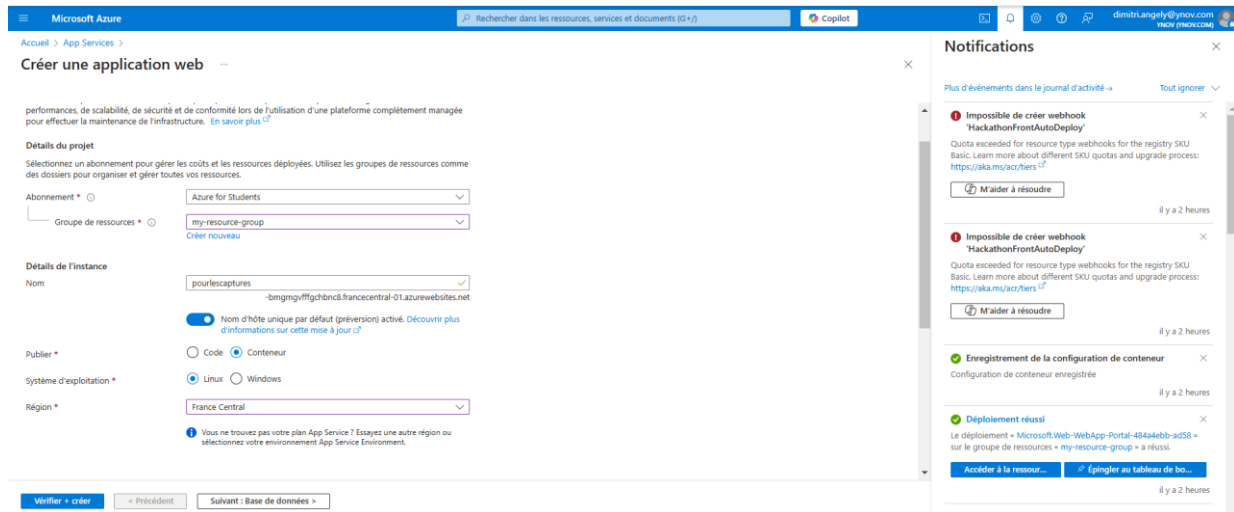 Microsoft Azure
Rechercher dans les ressources, services et documents (G+/)
Copilot
dimitri.angely@ynov.com
YNOV (YNOV.COM)
Accueil > App Services >
Créer une application web ...
performances, de scalabilité, de sécurité et de conformité lors de l'utilisation d'une plateforme complètement managée
pour effectuer la maintenance de l'infrastructure. En savoir plus
Détails du projet
Sélectionnez un abonnement pour gérer les coûts et les ressources déployées. Utilisez les groupes de ressources comme
des dossiers pour organiser et gérer toutes vos ressources.
Abonnement *
Azure for Students
Groupe de ressources *
my-resource-group
Créer nouveau
Détails de l'instance
Nom
pourlescaptures
-bmgmgvfffgchbnc8.francecentral-01.azurewebsites.net
Nom d'hôte unique par défaut (préversion) activé. Découvrir plus
d'informations sur cette mise à jour
Publier *
Code
Conteneur
Système d'exploitation *
Linux
Windows
Région *
France Central
Vous ne trouvez pas votre plan App Service ? Essayez une autre région ou
sélectionnez votre environnement App Service Environment.
Vérifier + créer
< Précédent
Suivant : Base de données >
Notifications
Plus d'événements dans le journal d'activité →
Tout ignorer
Impossible de créer webhook
'HackathonFrontAutoDeploy'
Quota exceeded for resource type webhooks for the registry SKU
Basic. Learn more about different SKU quotas and upgrade process:
https://aka.ms/acr/tiers
M'aider à résoudre
il y a 2 heures
Impossible de créer webhook
'HackathonFrontAutoDeploy'
Quota exceeded for resource type webhooks for the registry SKU
Basic. Learn more about different SKU quotas and upgrade process:
https://aka.ms/acr/tiers
M'aider à résoudre
il y a 2 heures
Enregistrement de la configuration de conteneur
Configuration de conteneur enregistrée
il y a 2 heures
Déploiement réussi
Le déploiement « Microsoft.Web-WebApp-Portal-484a4ebb-ad58 »
sur le groupe de ressources « my-resource-group » a réussi.
Accéder à la ressour...
Épingler au tableau de bo...
il y a 2 heures